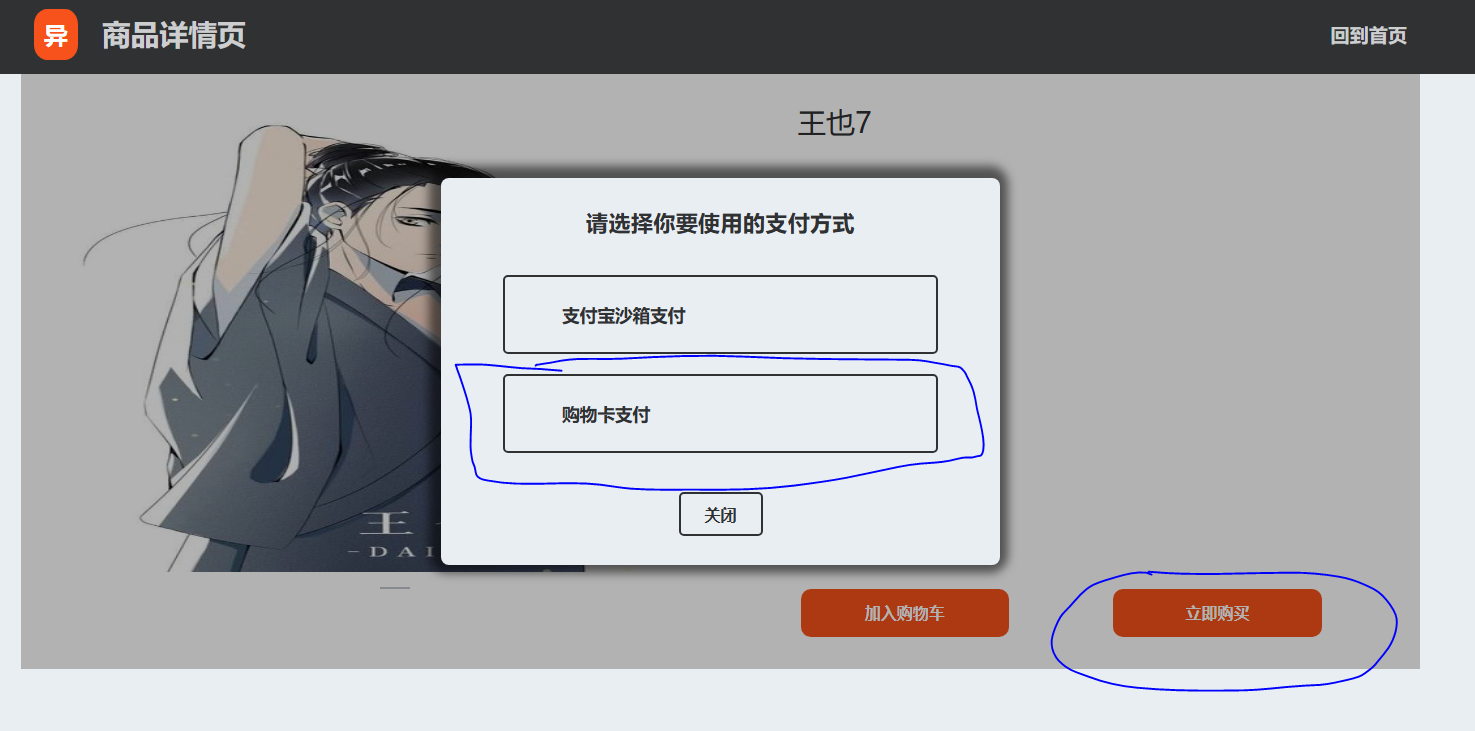 异
商品详情页
回到首页
王也7
请选择你要使用的支付方式
支付宝沙箱支付
购物卡支付
关闭
王
-DAI
加入购物车
立即购买